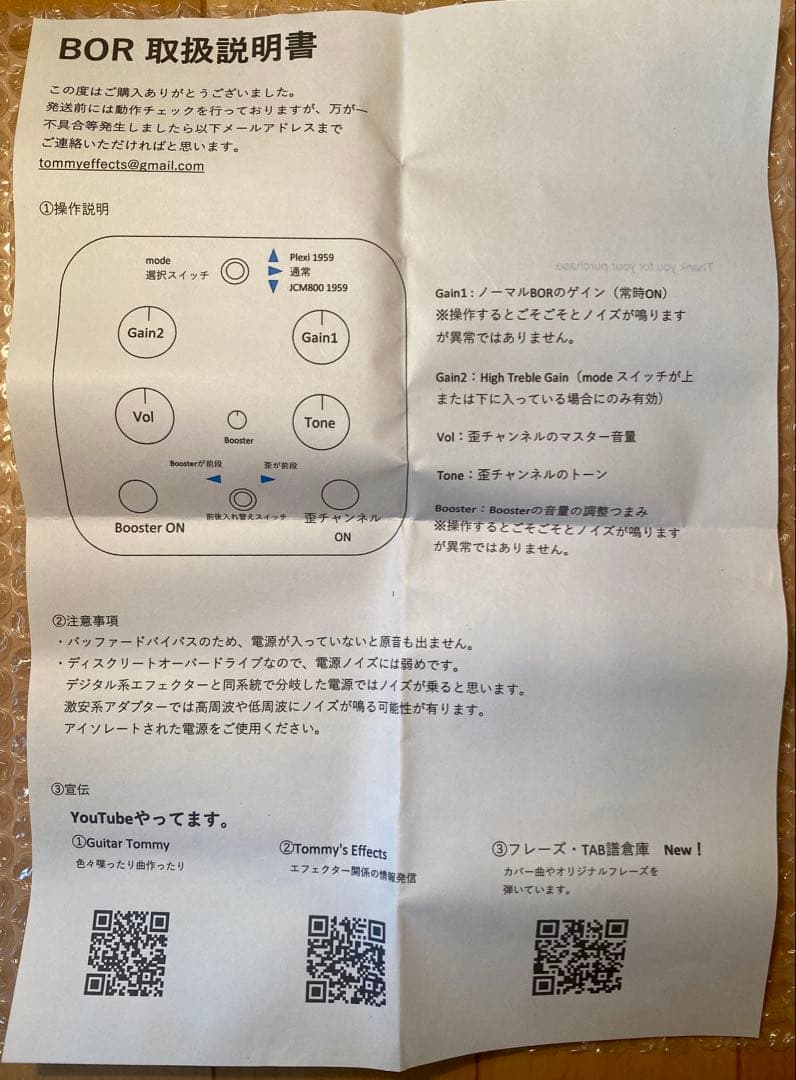 BOR 取扱説明書
この度はご購入ありがとうございました。
発送前には動作チェックを行っておりますが、万が一
不具合等発生しましたら以下メールアドレスまで
ご連絡いただければと思います。
tommyeffects@gmail.com
①操作説明
mode
選択スイッチ
Plexi 1959
通常
JCM800 1959
Gain2
Gain1
Vol
Booster
Tone
Boosterが前段
歪が前段
前後入れ替えスイッチ
Booster ON
歪チャンネル
ON
Thank you for your purchase.
Gain1：ノーマルBORのゲイン（常時ON）
※操作するとごそごそとノイズが鳴ります
が異常ではありません。
Gain2：High Treble Gain（mode スイッチが上
または下に入っている場合にのみ有効）
Vol：歪チャンネルのマスター音量
Tone：歪チャンネルのトーン
Booster：Boosterの音量の調整つまみ
※操作するとごそごそとノイズが鳴ります
が異常ではありません。
②注意事項
・バッファードバイパスのため、電源が入っていないと原音も出ません。
・ディスクリートオーバードライブなので、電源ノイズには弱めです。
デジタル系エフェクターと同系統で分岐した電源ではノイズが乗ると思います。
激安系アダプターでは高周波や低周波にノイズが鳴る可能性が有ります。
アイソレートされた電源をご使用ください。
③宣伝
YouTubeやってます。
①Guitar Tommy
色々喋ったり曲作ったり
②Tommy's Effects
エフェクター関係の情報発信
③フレーズ・TAB譜倉庫　New！
カバー曲やオリジナルフレーズを
弾いています。